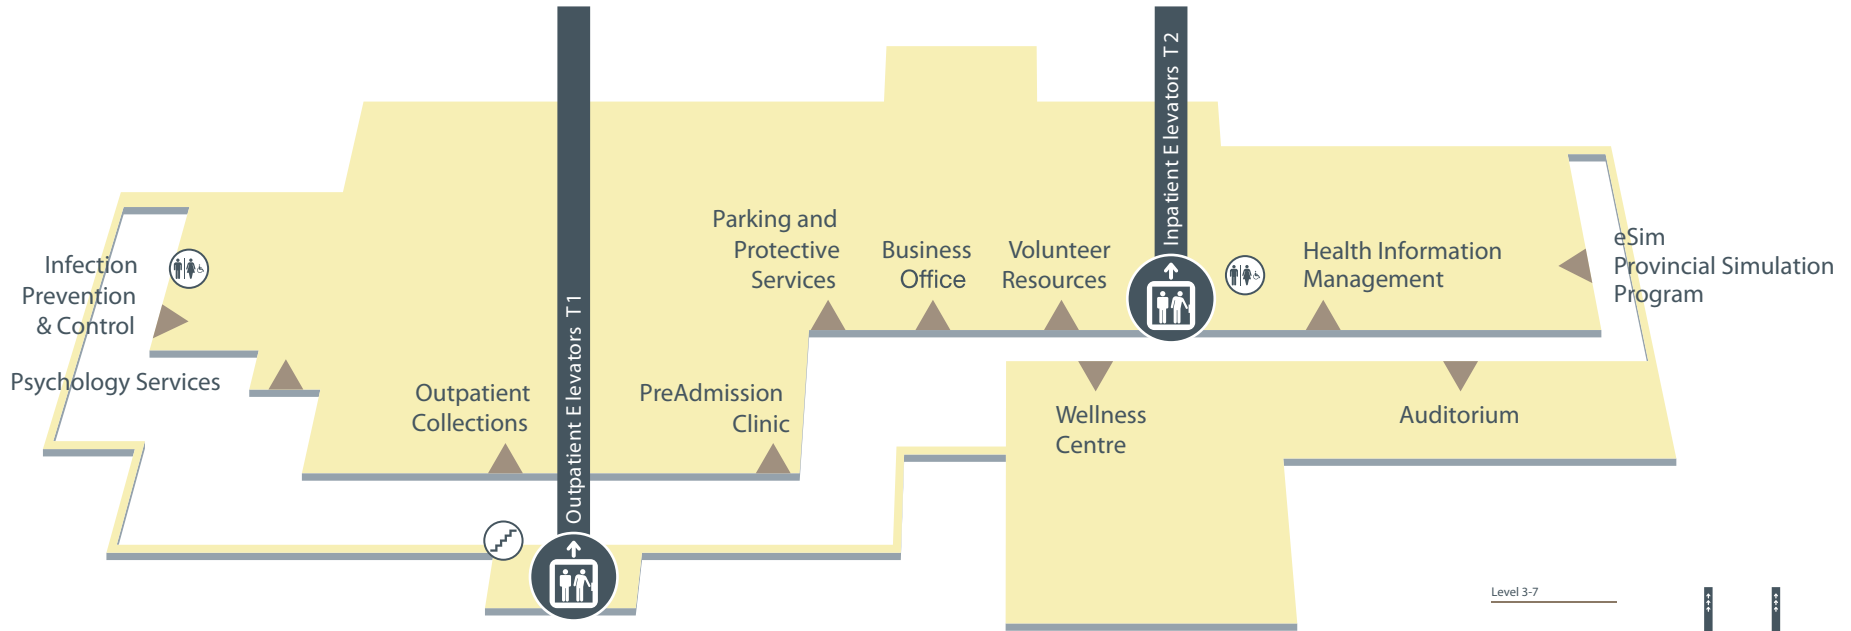 Outpatient Elevators T1
Inpatient Elevators T2
Infection
Prevention
& Control
Psychology Services
Outpatient
Collections
PreAdmission
Clinic
Parking and
Protective
Services
Business
Office
Volunteer
Resources
Health Information
Management
eSim
Provincial Simulation
Program
Wellness
Centre
Auditorium
Level 3-7